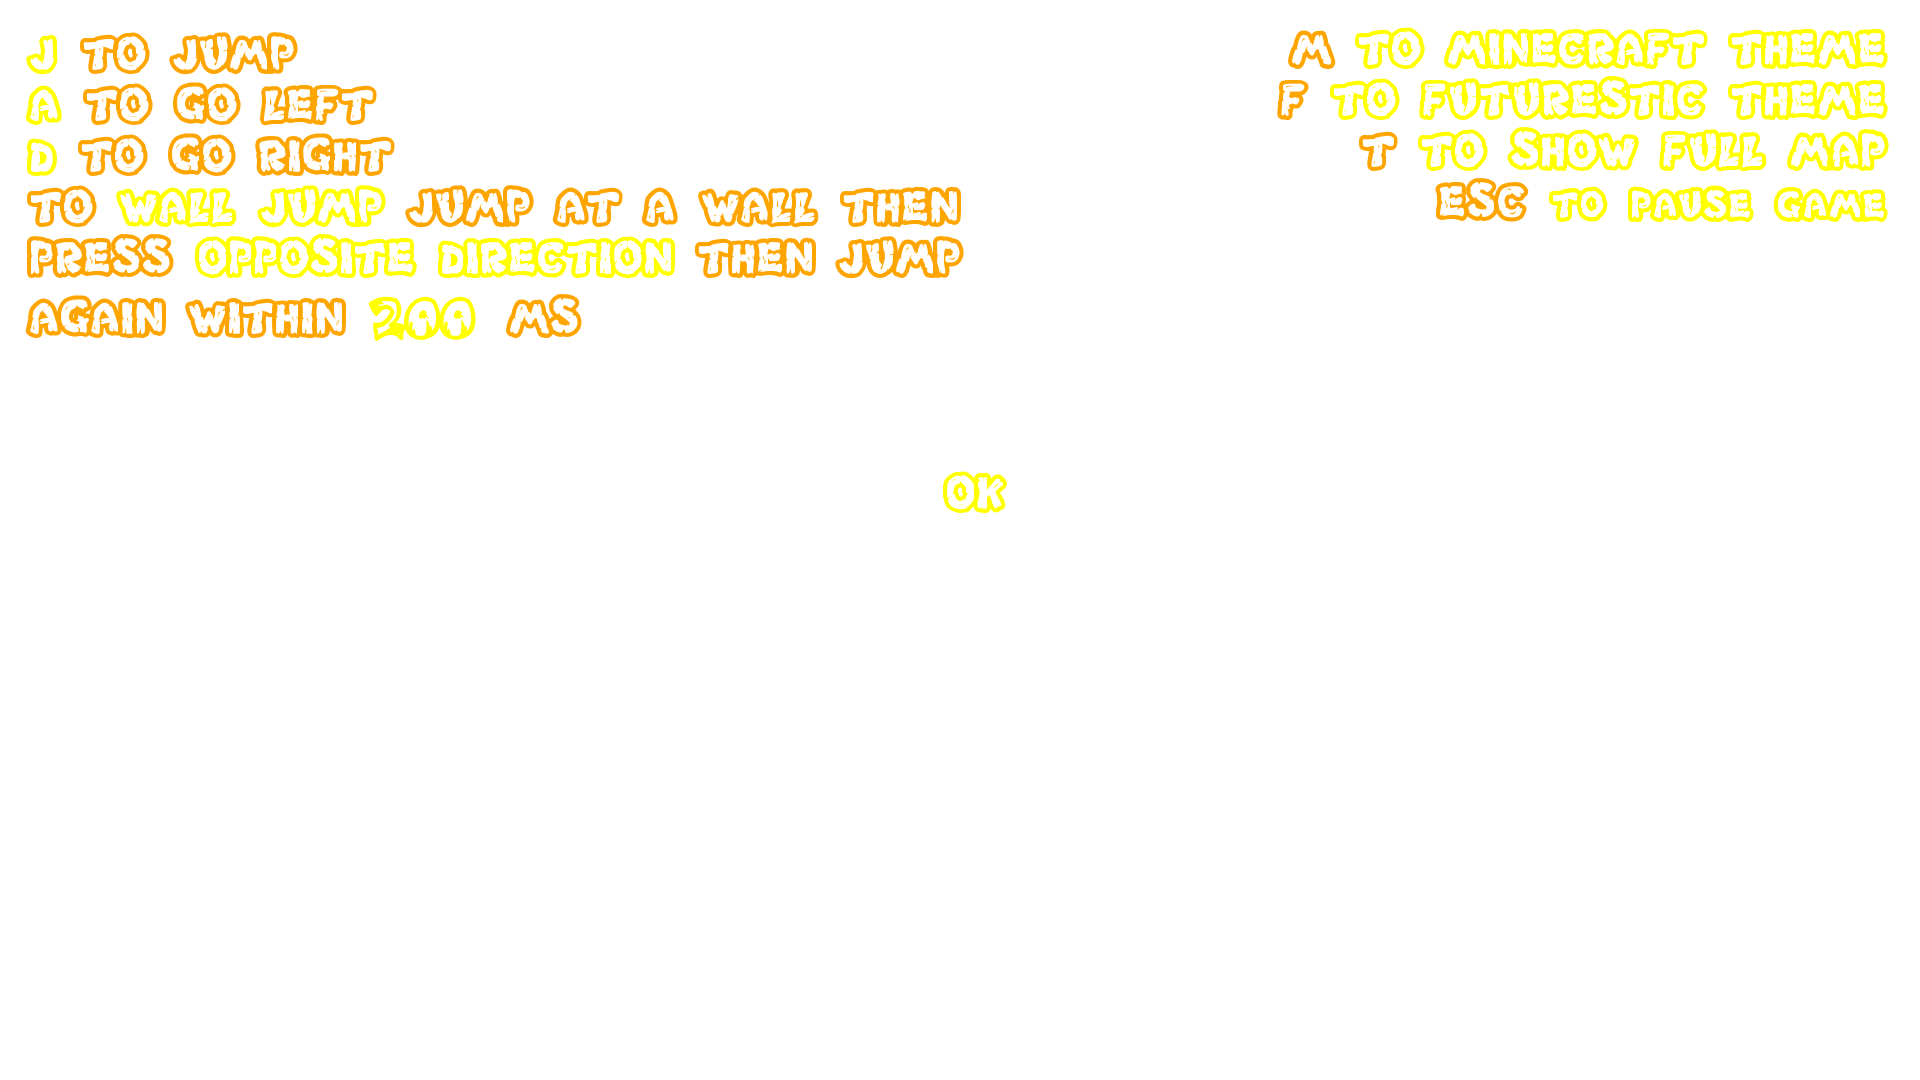 J TO JUMP
A TO GO LEFT
D TO GO RIGHT
TO WALL JUMP JUMP AT A WALL THEN
PRESS OPPOSITE DIRECTION THEN JUMP
AGAIN WITHIN 200 MS
M TO MINECRAFT THEME
F TO FUTURESTIC THEME
T TO SHOW FULL MAP
ESC TO PAUSE GAME
OK